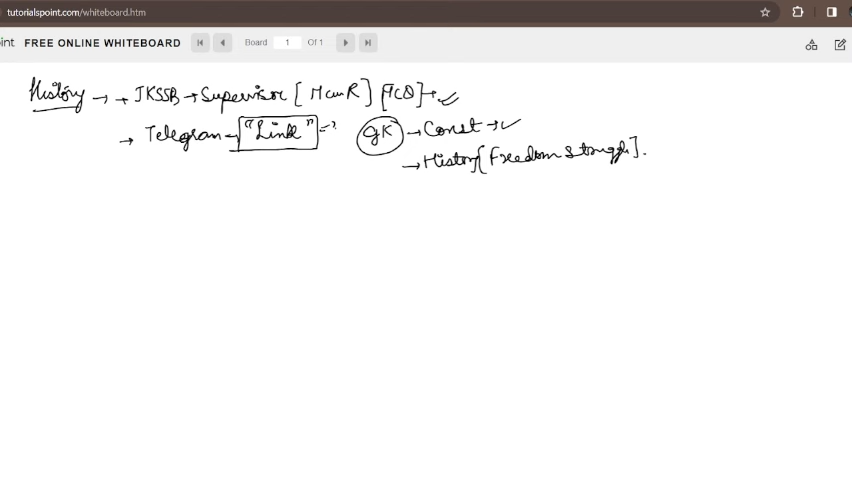 tutorialspoint.com/whiteboard.htm
int FREE ONLINE WHITEBOARD Board 1 Of 1
History → → JKSSB → Supervisor [ ] [ ] →
→ Telegram → "Link" → GK → Const →
→ History [Freedom Struggle].